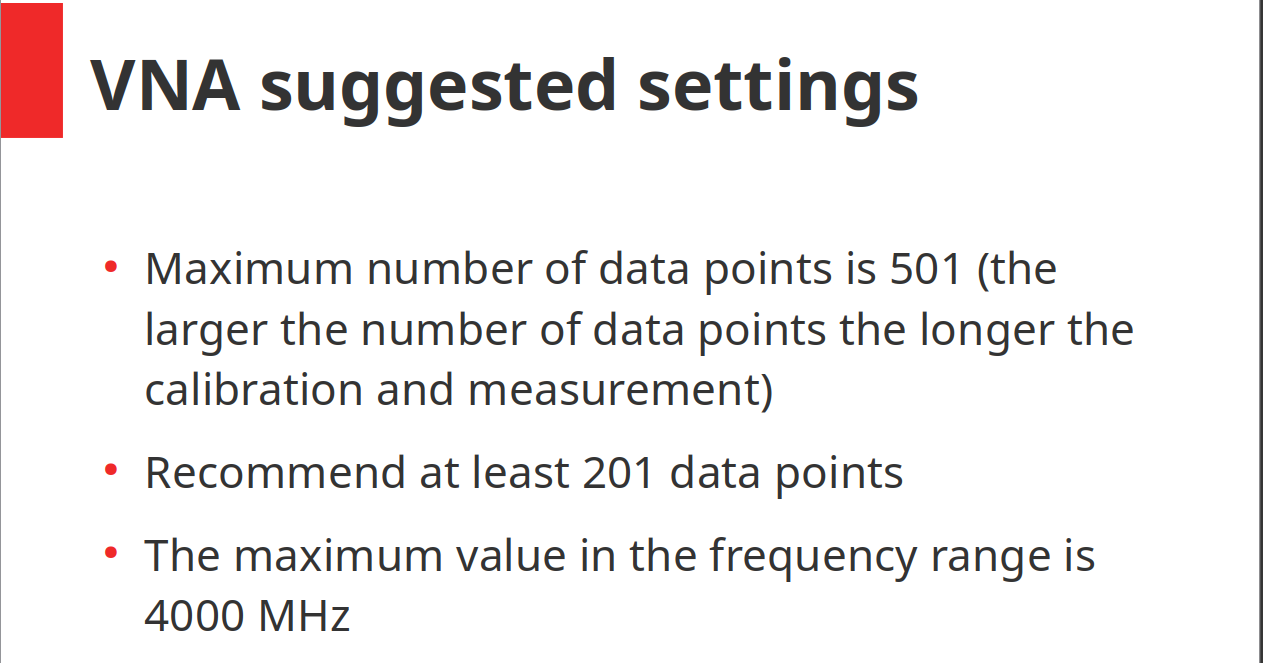 VNA suggested settings
• Maximum number of data points is 501 (the
larger the number of data points the longer the
calibration and measurement)
• Recommend at least 201 data points
• The maximum value in the frequency range is
4000 MHz